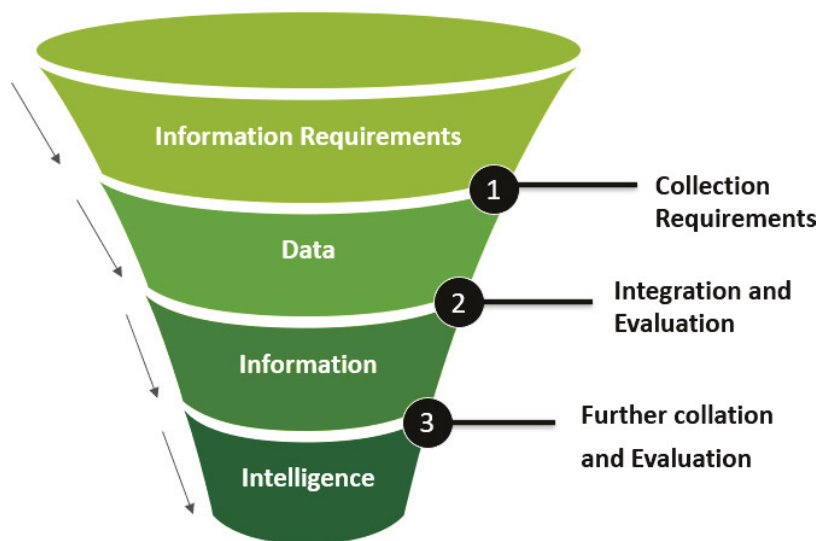 Information Requirements
1
Collection
Requirements
Data
2
Integration and
Evaluation
Information
3
Further collation
and Evaluation
Intelligence